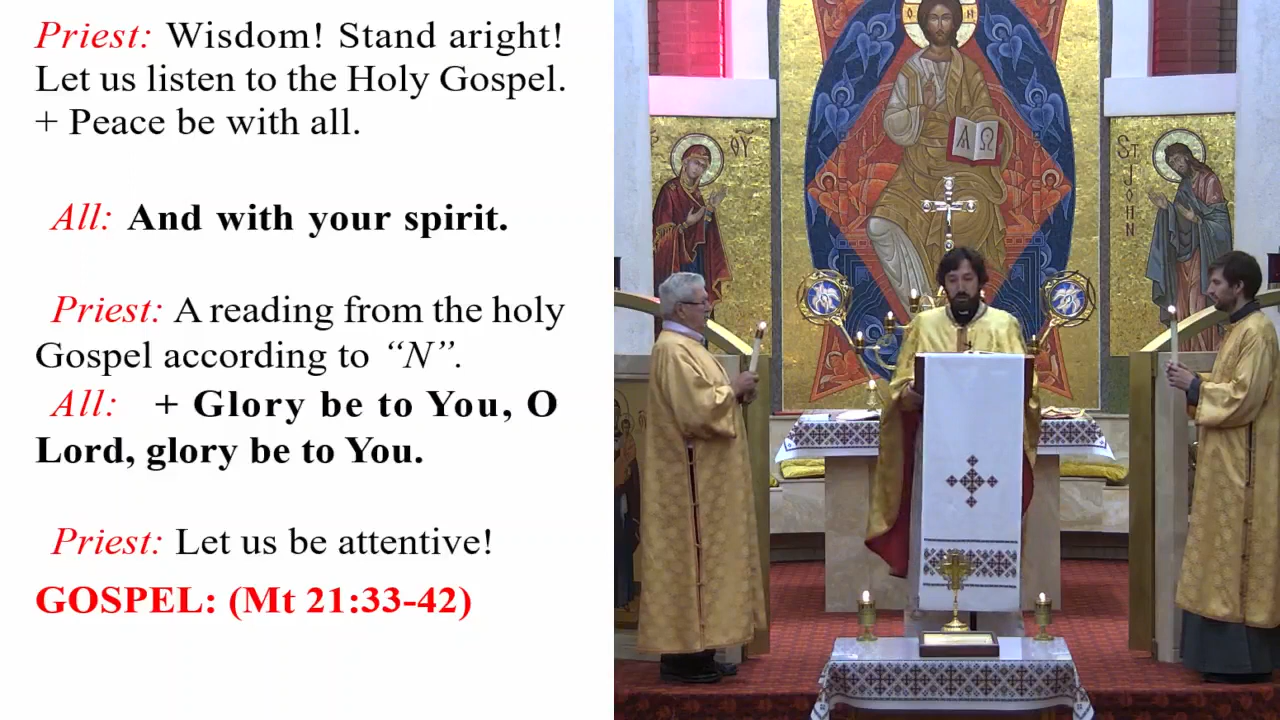 Priest: Wisdom! Stand aright!
Let us listen to the Holy Gospel.
+ Peace be with all.
All: And with your spirit.
Priest: A reading from the holy
Gospel according to “N”.
All: + Glory be to You, O
Lord, glory be to You.
Priest: Let us be attentive!
GOSPEL: (Mt 21:33-42)
Ѳ Н
Α Ω
ΟΥ
ST
JOHN